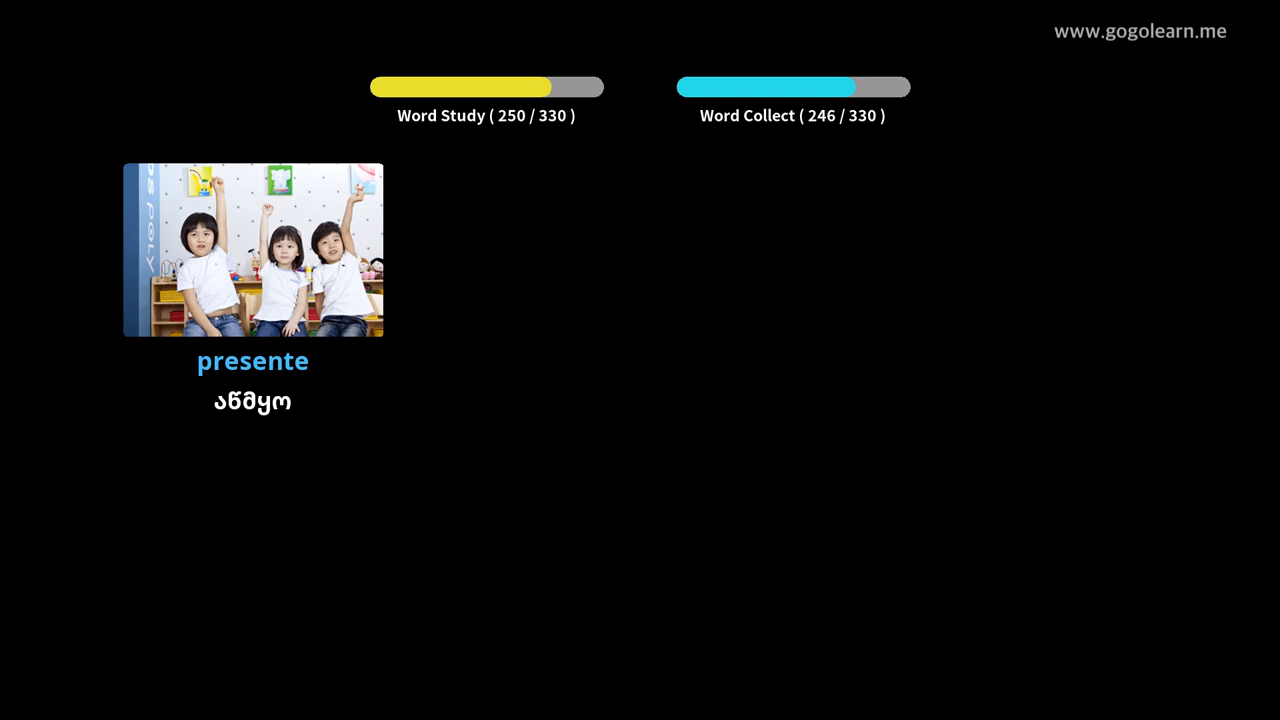 www.gogolearn.me
Word Study ( 250 / 330 )
Word Collect ( 246 / 330 )
presente
აწმყო